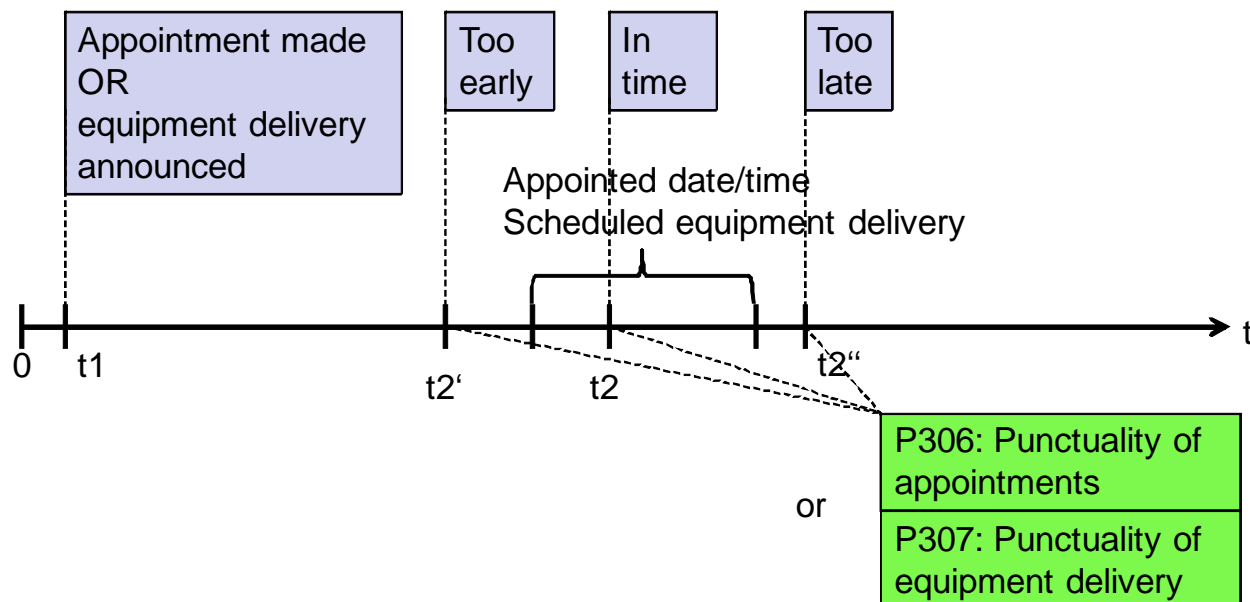 Appointment made
OR
equipment delivery
announced
Too
early
In
time
Too
late
Appointed date/time
Scheduled equipment delivery
t
0
t1
t2‘
t2
t2“
P306: Punctuality of
appointments
or
P307: Punctuality of
equipment delivery